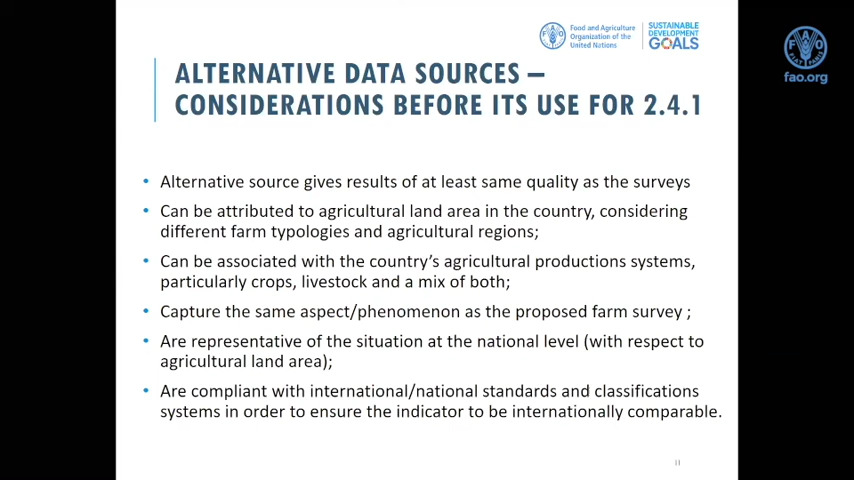 Food and Agriculture
Organization of the
United Nations
SUSTAINABLE
DEVELOPMENT
GOALS
FAO
FIAT PANIS
fao.org
ALTERNATIVE DATA SOURCES –
CONSIDERATIONS BEFORE ITS USE FOR 2.4.1
• Alternative source gives results of at least same quality as the surveys
• Can be attributed to agricultural land area in the country, considering
different farm typologies and agricultural regions;
• Can be associated with the country's agricultural productions systems,
particularly crops, livestock and a mix of both;
• Capture the same aspect/phenomenon as the proposed farm survey ;
• Are representative of the situation at the national level (with respect to
agricultural land area);
• Are compliant with international/national standards and classifications
systems in order to ensure the indicator to be internationally comparable.
11